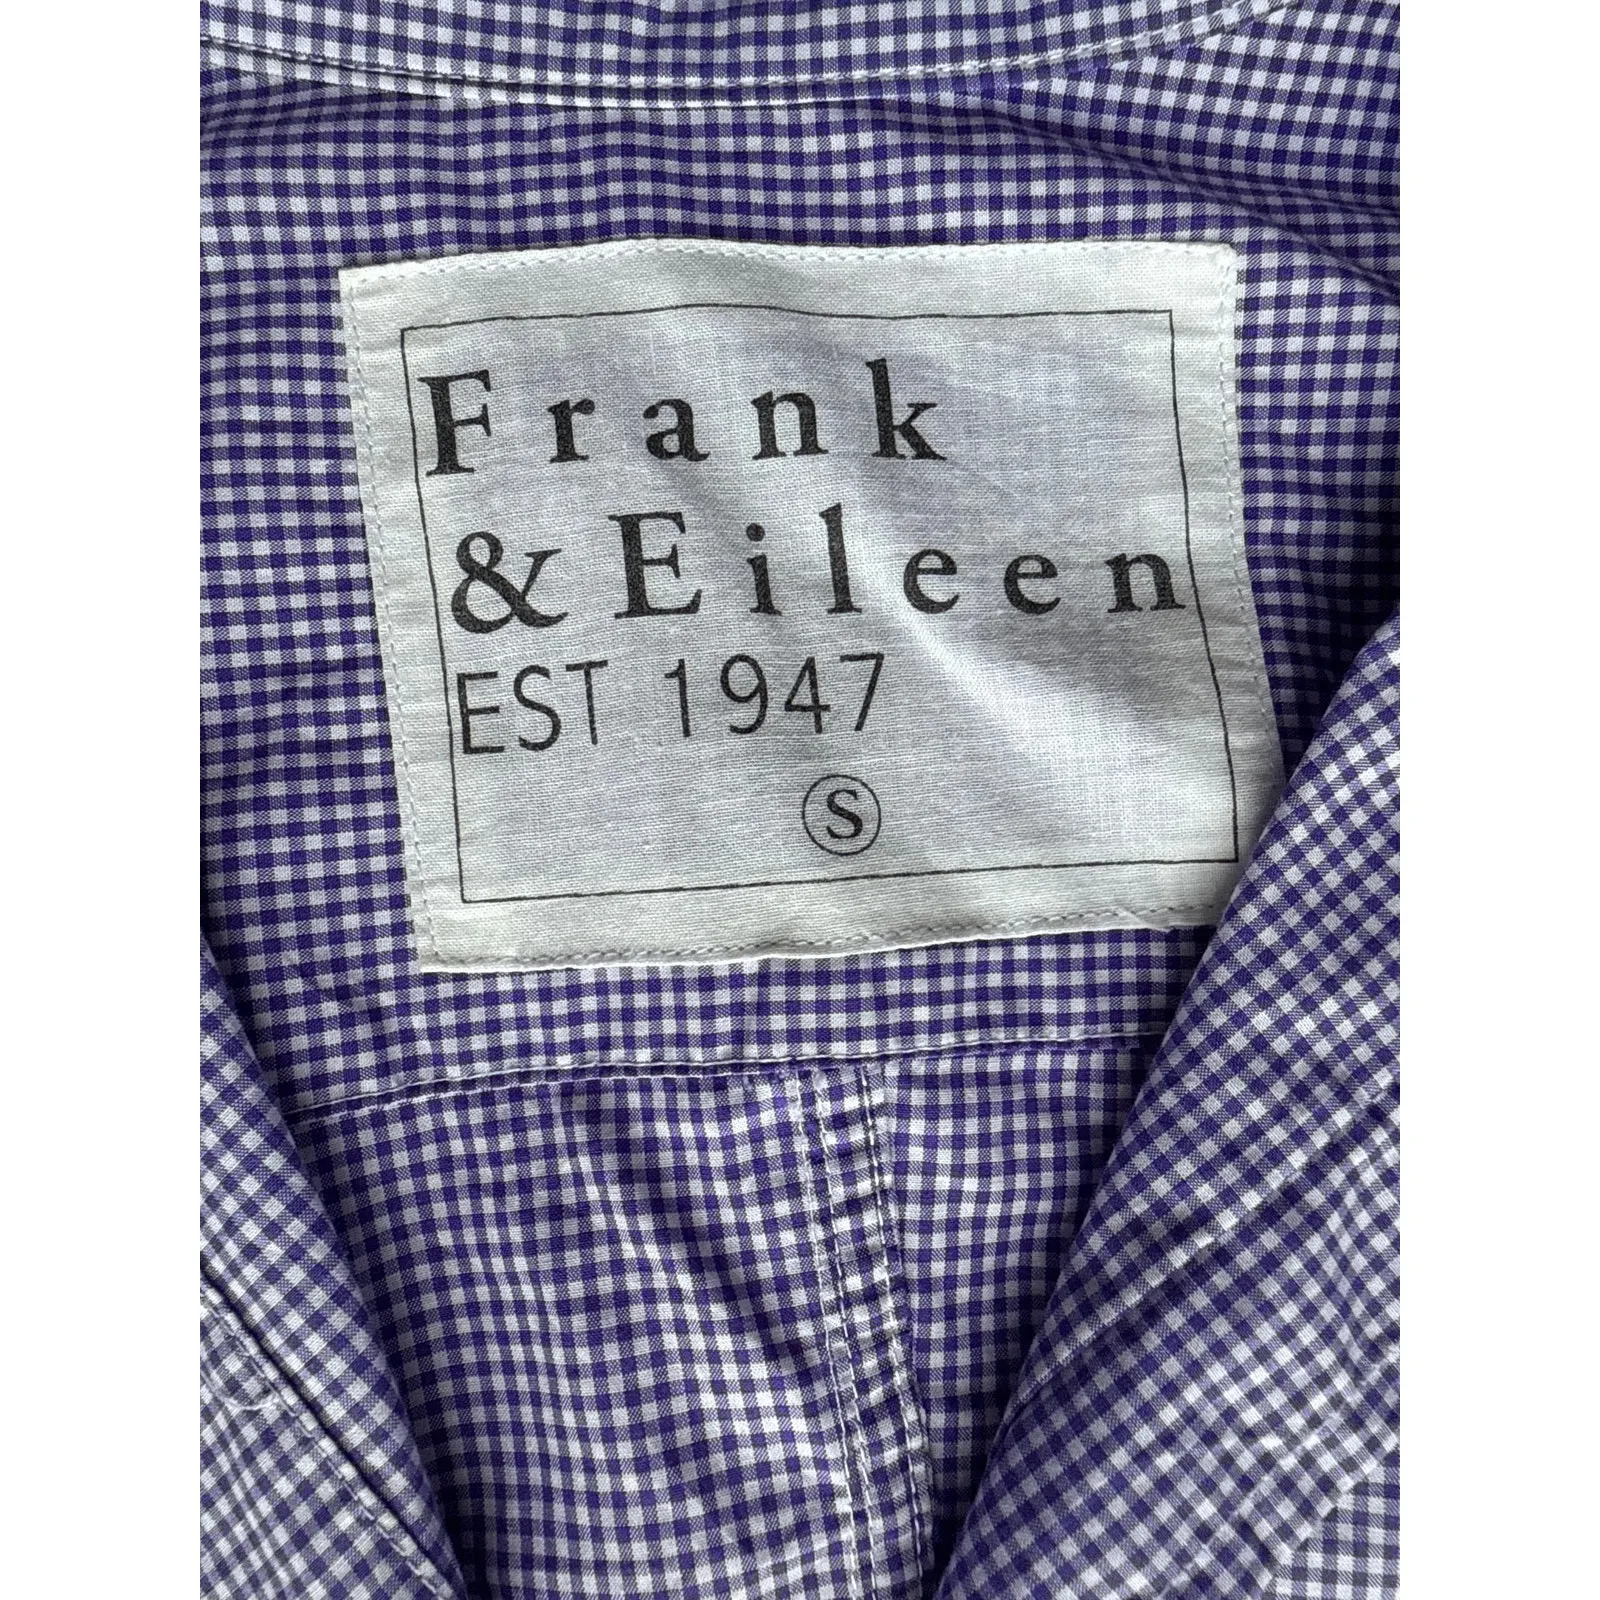 Frank
& Eileen
EST 1947
S